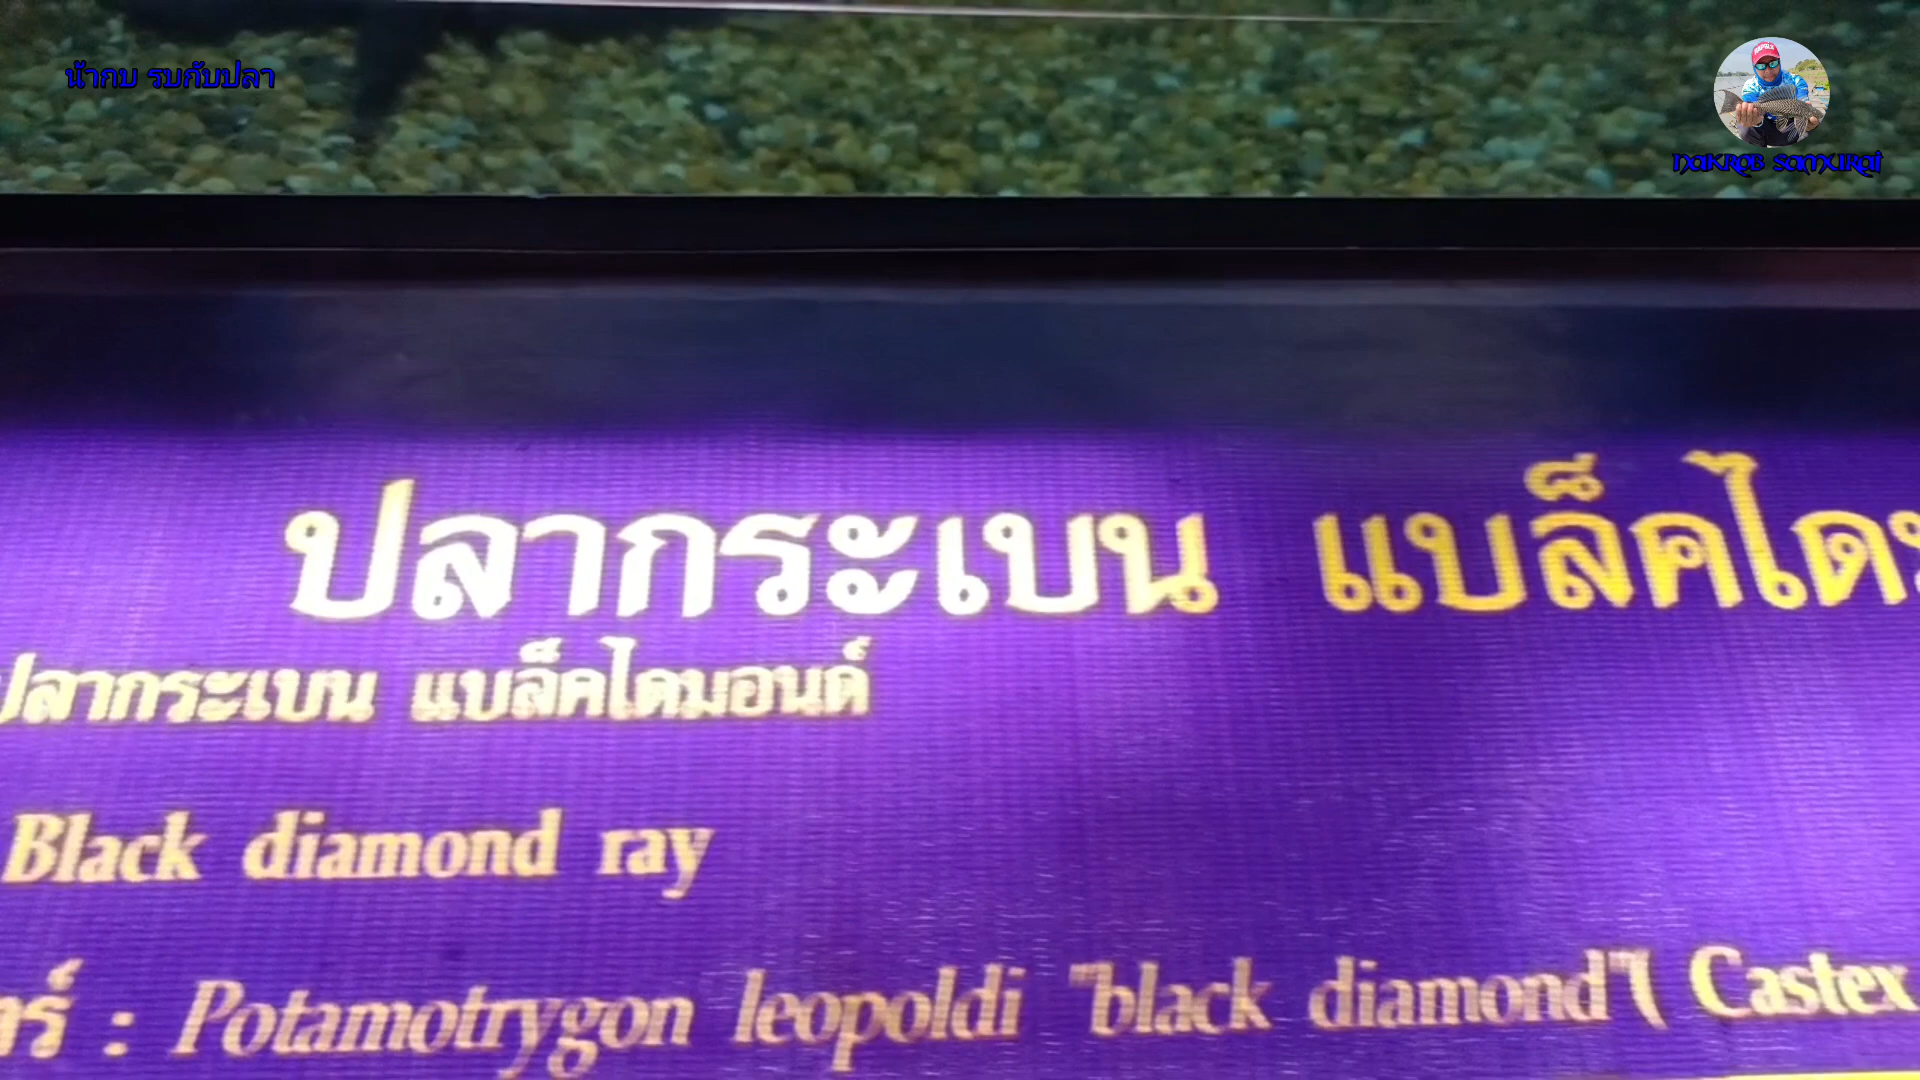 น้ากบ รบกับปลา
NAKROB SAMURAI
ปลากระเบน
แบล็คได
ปลากระเบน แบล็คไดมอนด์
Black diamond ray
: Potamotrygon leopoldi "black diamond"( Castex